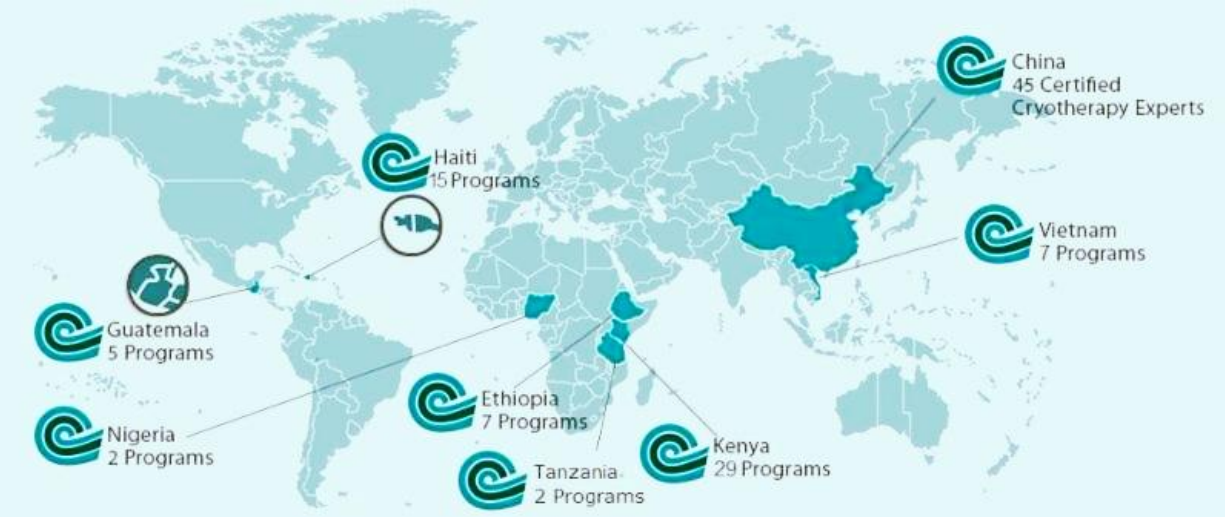 China
45 Certified
Cryotherapy Experts
Haiti
15 Programs
Vietnam
7 Programs
Guatemala
5 Programs
Ethiopia
7 Programs
Nigeria
2 Programs
Kenya
29 Programs
Tanzania
2 Programs